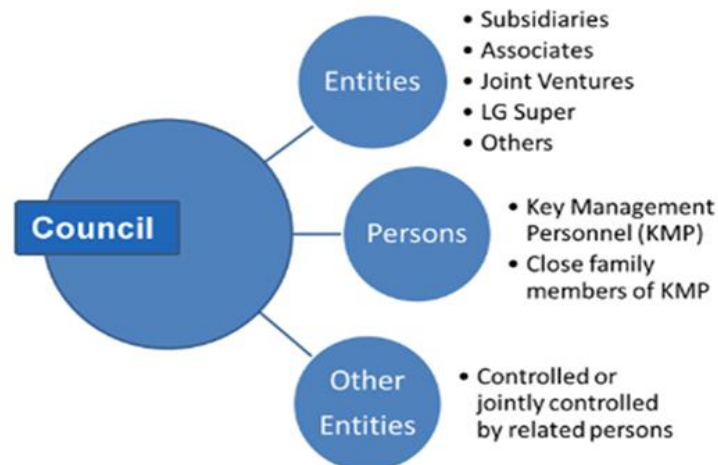 Council
Entities
• Subsidiaries
• Associates
• Joint Ventures
• LG Super
• Others
Persons
• Key Management
Personnel (KMP)
• Close family
members of KMP
Other
Entities
• Controlled or
jointly controlled
by related persons